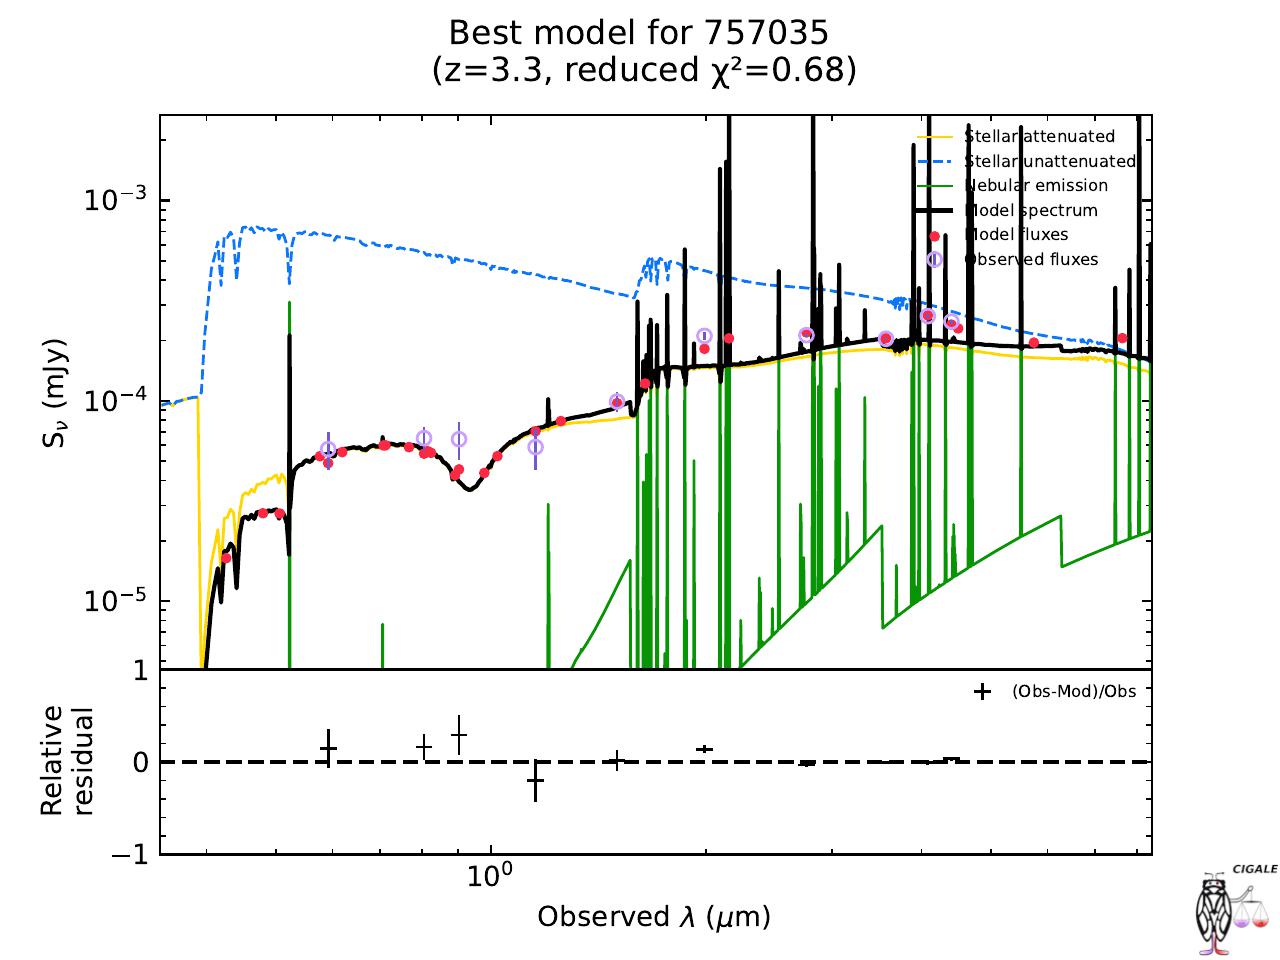 Best model for 757035
(z=3.3, reduced χ²=0.68)
Stellar attenuated
Stellar unattenuated
Nebular emission
Model spectrum
Model fluxes
Observed fluxes
10⁻³
10⁻⁴
10⁻⁵
S_ν (mJy)
1
0
−1
Relative
residual
(Obs-Mod)/Obs
10⁰
Observed λ (μm)
CIGALE